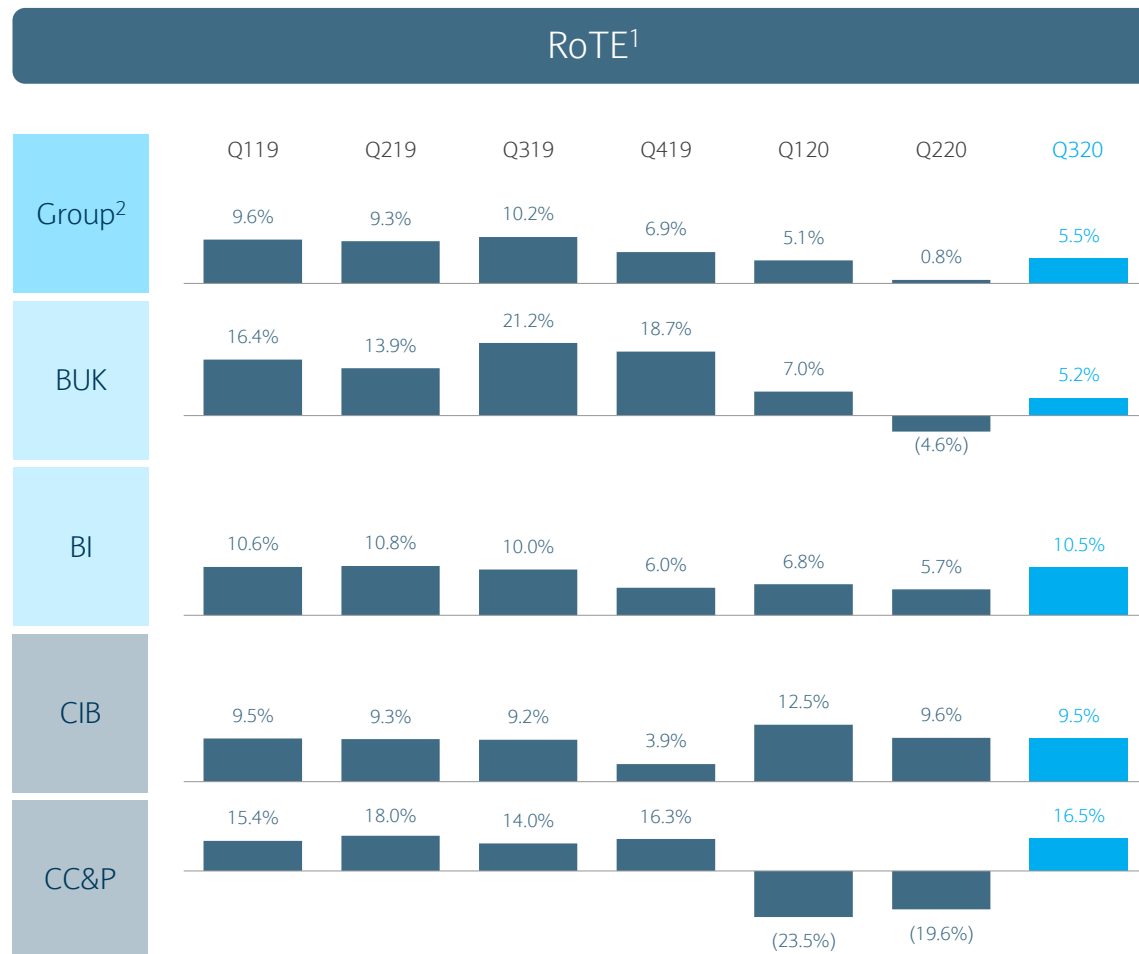 RoTE1
Q119 Q219 Q319 Q419 Q120 Q220 Q320
Group2
9.6% 9.3% 10.2% 6.9% 5.1% 0.8% 5.5%
BUK
16.4% 13.9% 21.2% 18.7% 7.0% (4.6%) 5.2%
BI
10.6% 10.8% 10.0% 6.0% 6.8% 5.7% 10.5%
CIB
9.5% 9.3% 9.2% 3.9% 12.5% 9.6% 9.5%
CC&P
15.4% 18.0% 14.0% 16.3% (23.5%) (19.6%) 16.5%